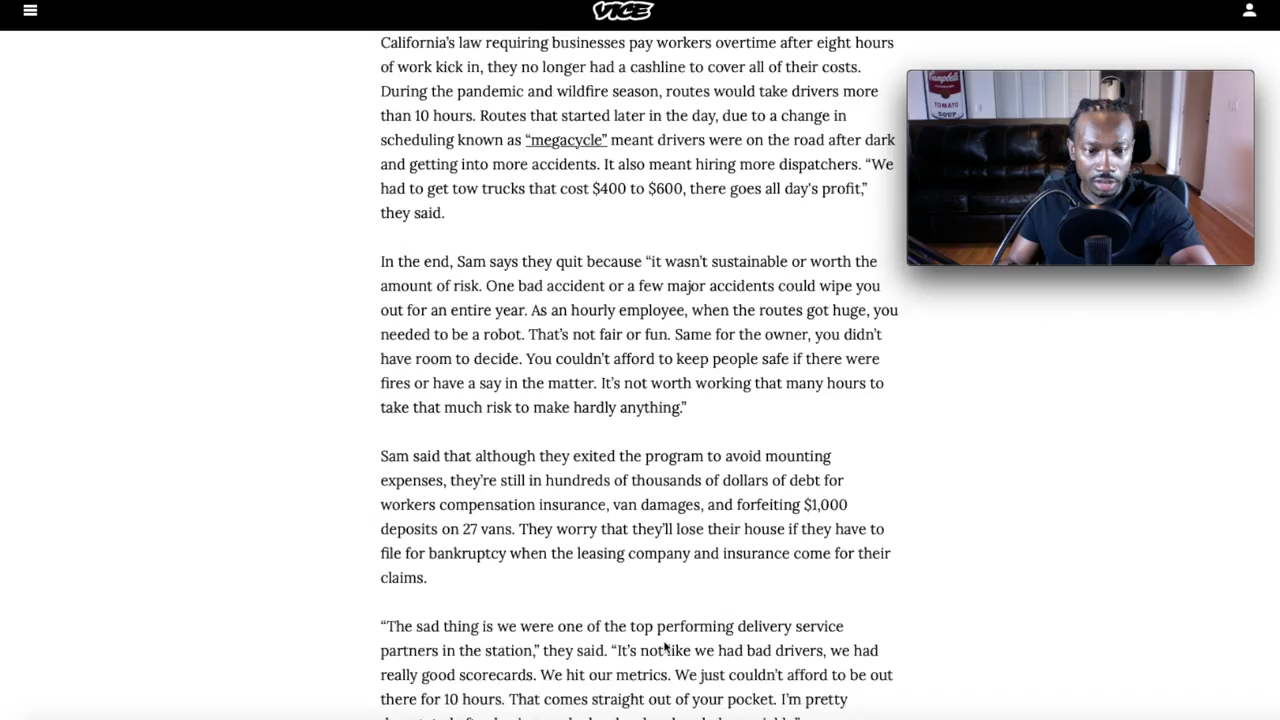 VICE
California’s law requiring businesses pay workers overtime after eight hours
of work kick in, they no longer had a cashline to cover all of their costs.
During the pandemic and wildfire season, routes would take drivers more
than 10 hours. Routes that started later in the day, due to a change in
scheduling known as “megacycle” meant drivers were on the road after dark
and getting into more accidents. It also meant hiring more dispatchers. “We
had to get tow trucks that cost $400 to $600, there goes all day's profit,”
they said.
In the end, Sam says they quit because “it wasn’t sustainable or worth the
amount of risk. One bad accident or a few major accidents could wipe you
out for an entire year. As an hourly employee, when the routes got huge, you
needed to be a robot. That’s not fair or fun. Same for the owner, you didn’t
have room to decide. You couldn’t afford to keep people safe if there were
fires or have a say in the matter. It’s not worth working that many hours to
take that much risk to make hardly anything.”
Sam said that although they exited the program to avoid mounting
expenses, they’re still in hundreds of thousands of dollars of debt for
workers compensation insurance, van damages, and forfeiting $1,000
deposits on 27 vans. They worry that they’ll lose their house if they have to
file for bankruptcy when the leasing company and insurance come for their
claims.
“The sad thing is we were one of the top performing delivery service
partners in the station,” they said. “It’s not like we had bad drivers, we had
really good scorecards. We hit our metrics. We just couldn’t afford to be out
there for 10 hours. That comes straight out of your pocket. I’m pretty
Campbell's
TOMATO
SOUP